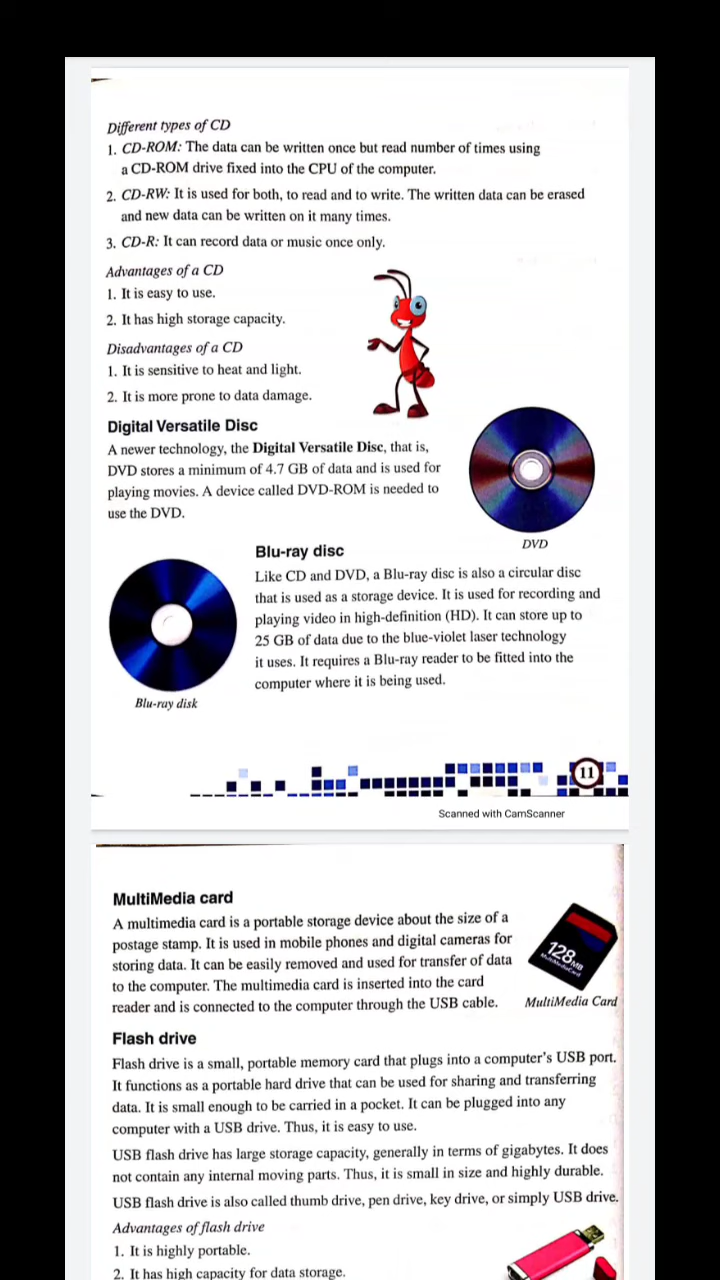 Different types of CD
1. CD-ROM: The data can be written once but read number of times using
a CD-ROM drive fixed into the CPU of the computer.
2. CD-RW: It is used for both, to read and to write. The written data can be erased
and new data can be written on it many times.
3. CD-R: It can record data or music once only.
Advantages of a CD
1. It is easy to use.
2. It has high storage capacity.
Disadvantages of a CD
1. It is sensitive to heat and light.
2. It is more prone to data damage.
Digital Versatile Disc
A newer technology, the Digital Versatile Disc, that is,
DVD stores a minimum of 4.7 GB of data and is used for
playing movies. A device called DVD-ROM is needed to
use the DVD.
DVD
Blu-ray disc
Like CD and DVD, a Blu-ray disc is also a circular disc
that is used as a storage device. It is used for recording and
playing video in high-definition (HD). It can store up to
25 GB of data due to the blue-violet laser technology
it uses. It requires a Blu-ray reader to be fitted into the
computer where it is being used.
Blu-ray disk
11
Scanned with CamScanner
MultiMedia card
A multimedia card is a portable storage device about the size of a
postage stamp. It is used in mobile phones and digital cameras for
storing data. It can be easily removed and used for transfer of data
to the computer. The multimedia card is inserted into the card
reader and is connected to the computer through the USB cable.
128MB
MultiMediaCard
MultiMedia Card
Flash drive
Flash drive is a small, portable memory card that plugs into a computer's USB port.
It functions as a portable hard drive that can be used for sharing and transferring
data. It is small enough to be carried in a pocket. It can be plugged into any
computer with a USB drive. Thus, it is easy to use.
USB flash drive has large storage capacity, generally in terms of gigabytes. It does
not contain any internal moving parts. Thus, it is small in size and highly durable.
USB flash drive is also called thumb drive, pen drive, key drive, or simply USB drive.
Advantages of flash drive
1. It is highly portable.
2. It has high capacity for data storage.